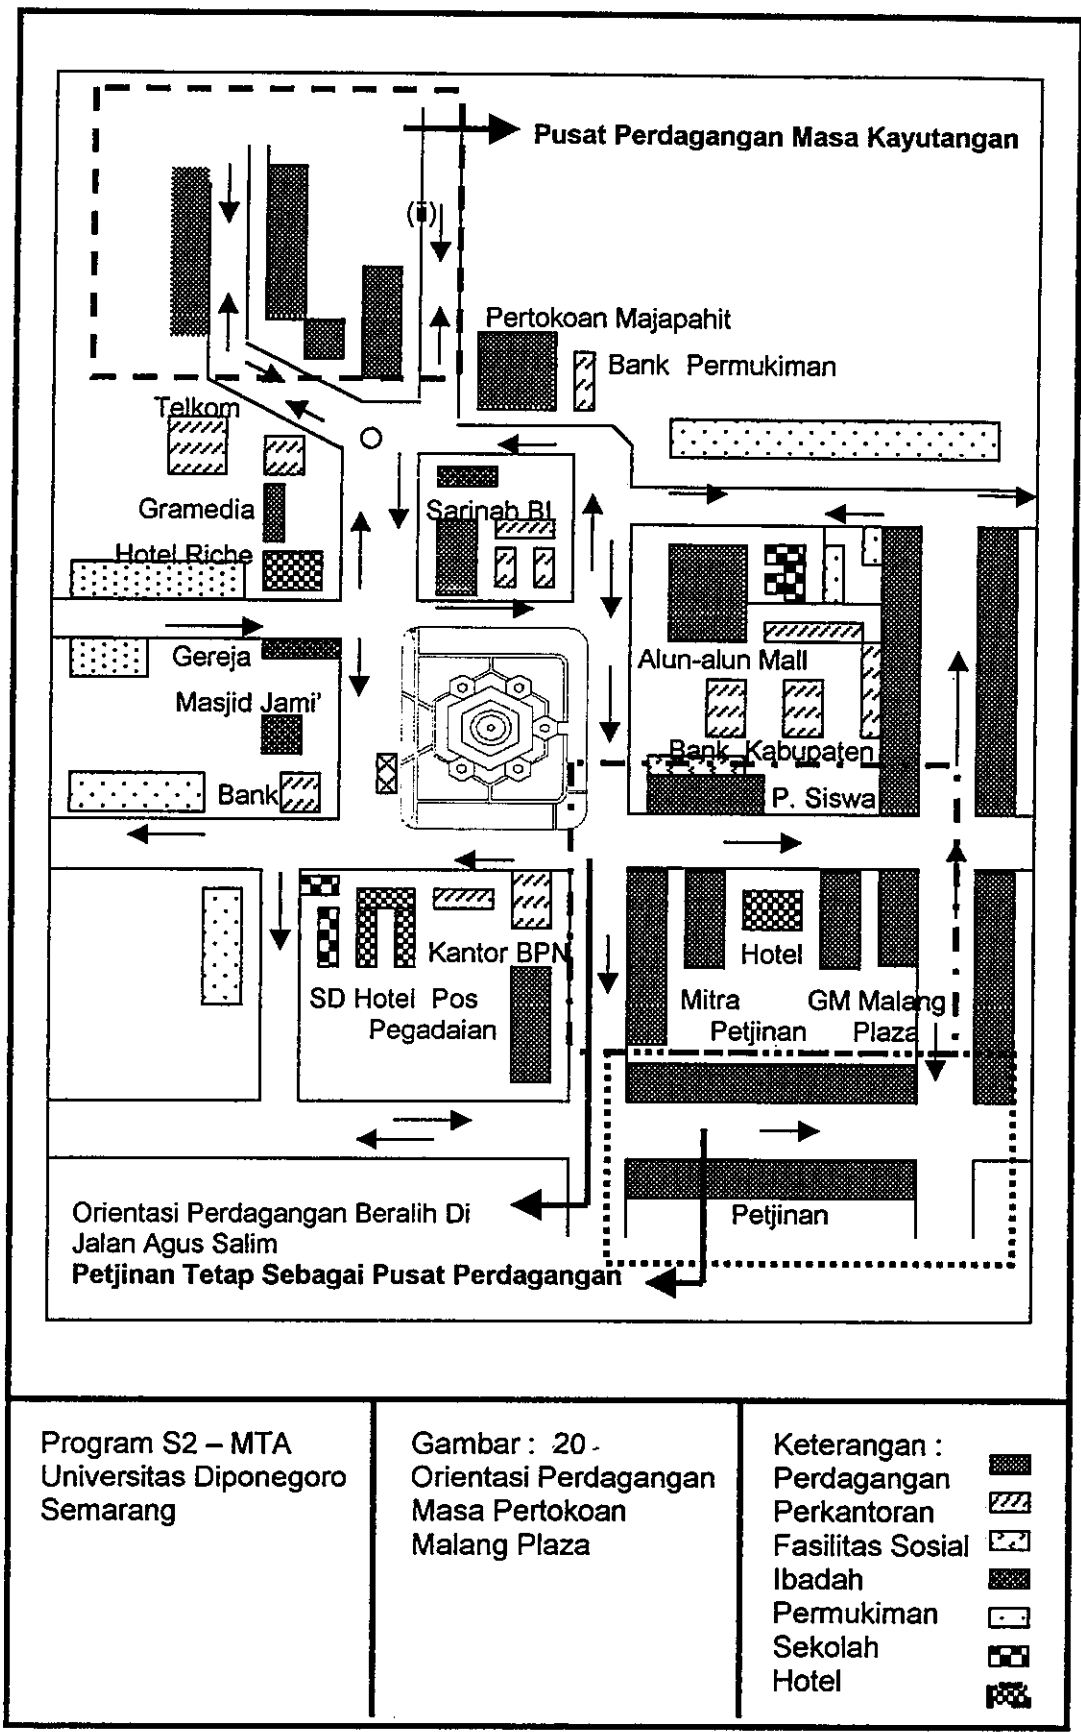 Pusat Perdagangan Masa Kayutangan
Pertokoan Majapahit
Bank Permukiman
Telkom
Gramedia
Sarinah BI
Hotel Riche
Gereja
Alun-alun Mall
Masjid Jami'
Bank Kabupaten
Bank
P. Siswa
Kantor BPN
Hotel
SD Hotel Pos
Pegadaian
Mitra
GM Malang
Petjinan
Plaza
Orientasi Perdagangan Beralih Di
Jalan Agus Salim
Petjinan
Petjinan Tetap Sebagai Pusat Perdagangan
Program S2 – MTA
Universitas Diponegoro
Semarang
Gambar : 20
Orientasi Perdagangan
Masa Pertokoan
Malang Plaza
Keterangan :
Perdagangan
Perkantoran
Fasilitas Sosial
Ibadah
Permukiman
Sekolah
Hotel